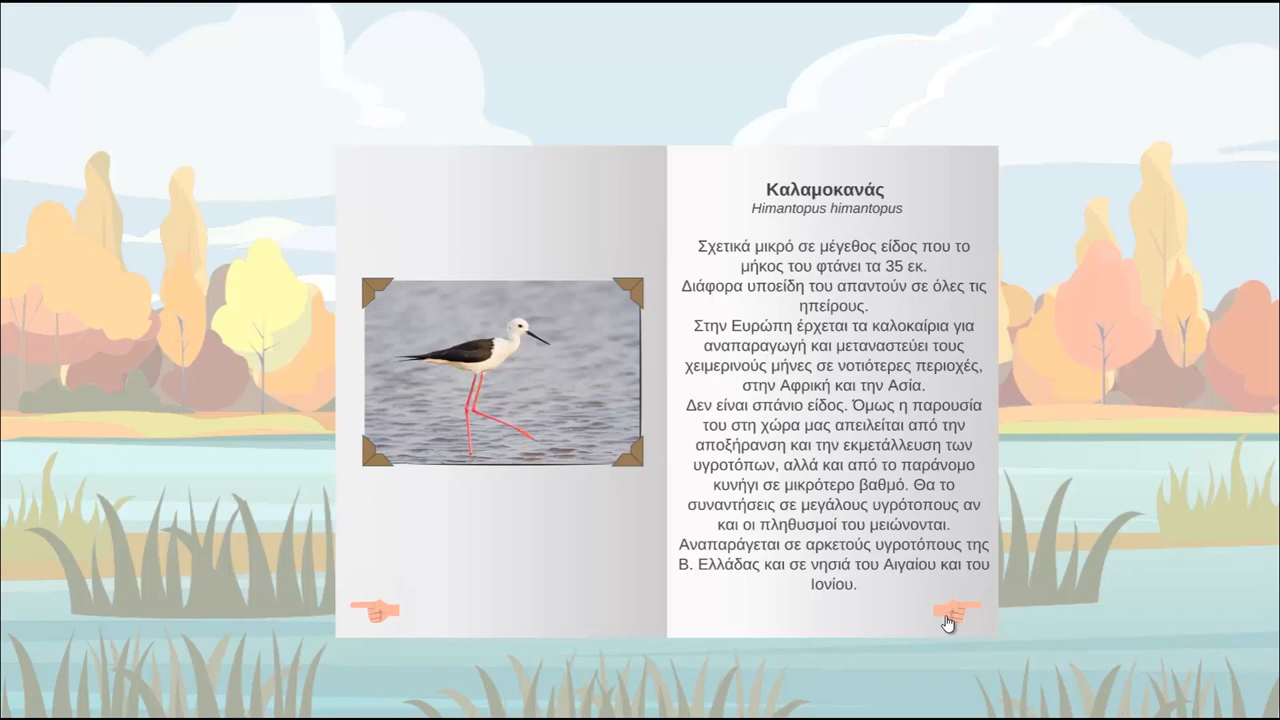 Καλαμοκανάς
Himantopus himantopus
Σχετικά μικρό σε μέγεθος είδος που το
μήκος του φτάνει τα 35 εκ.
Διάφορα υποείδη του απαντούν σε όλες τις
ηπείρους.
Στην Ευρώπη έρχεται τα καλοκαίρια για
αναπαραγωγή και μεταναστεύει τους
χειμερινούς μήνες σε νοτιότερες περιοχές,
στην Αφρική και την Ασία.
Δεν είναι σπάνιο είδος. Όμως η παρουσία
του στη χώρα μας απειλείται από την
αποξήρανση και την εκμετάλλευση των
υγροτόπων, αλλά και από το παράνομο
κυνήγι σε μικρότερο βαθμό. Θα το
συναντήσεις σε μεγάλους υγρότοπους αν
και οι πληθυσμοί του μειώνονται.
Αναπαράγεται σε αρκετούς υγροτόπους της
Β. Ελλάδας και σε νησιά του Αιγαίου και του
Ιονίου.